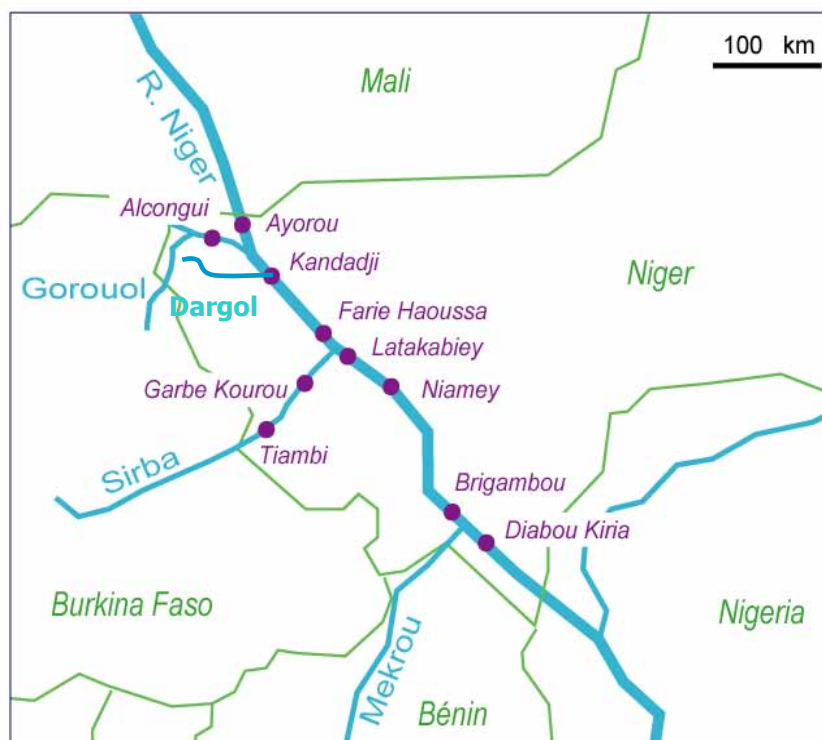 100 km
Mali
R. Niger
Alcongui
Ayorou
Kandadji
Niger
Gorouol
Dargol
Farie Haoussa
Latakabiey
Garbe Kourou
Niamey
Tiambi
Sirba
Brigambou
Diabou Kiria
Burkina Faso
Nigeria
Mekrou
Bénin